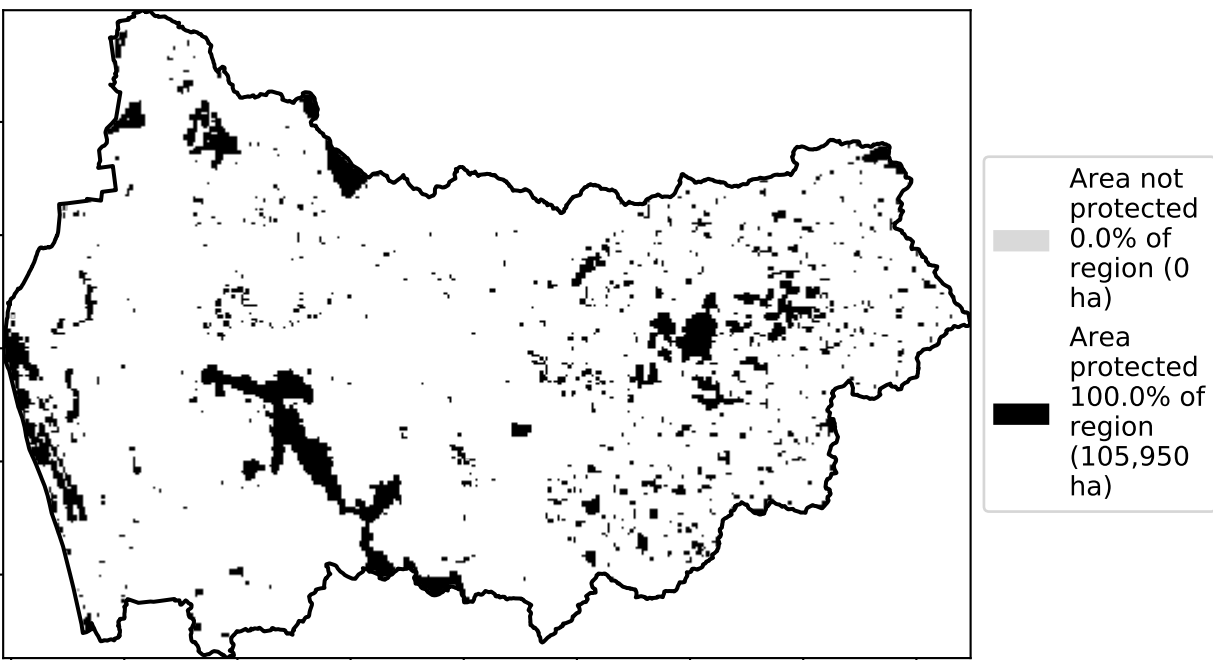 Area not
protected
0.0% of
region (0
ha)
Area
protected
100.0% of
region
(105,950
ha)